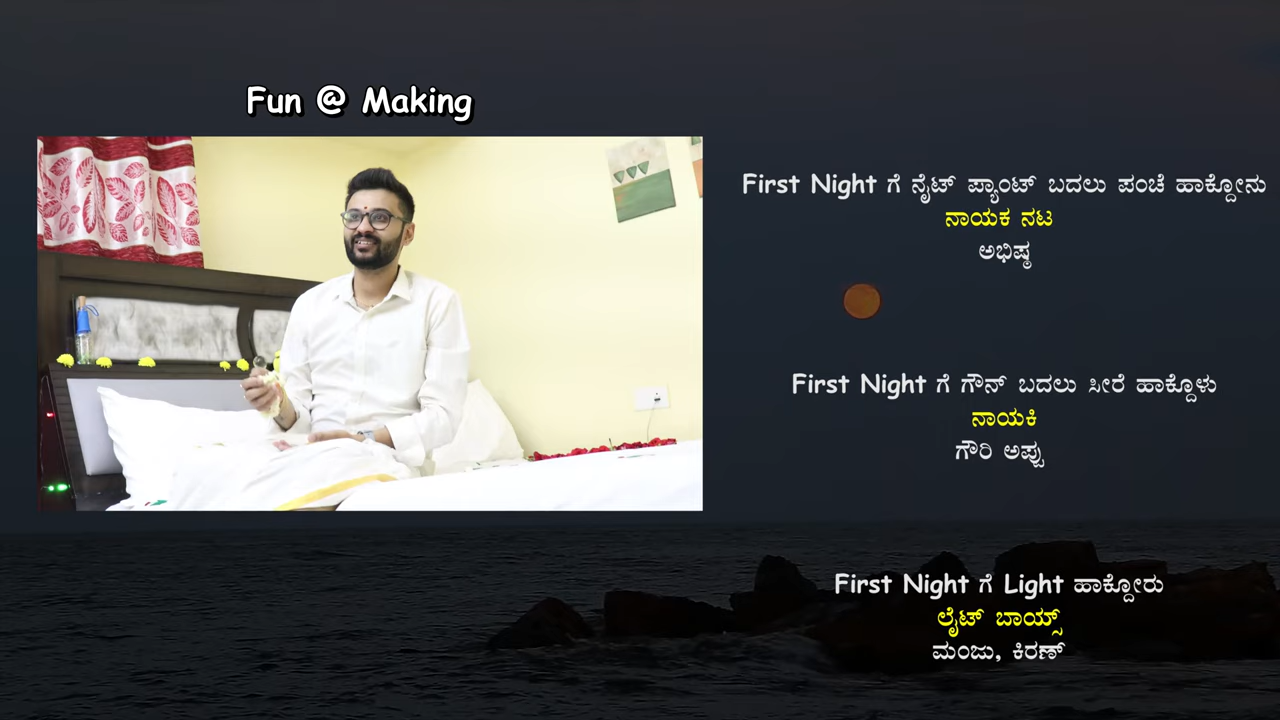 Fun @ Making
First Night ಗೆ ನೈಟ್ ಪ್ಯಾಂಟ್ ಬದಲು ಪಂಚೆ ಹಾಕ್ದೋನು
ನಾಯಕ ನಟ
ಅಭಿಷ್ಠ
First Night ಗೆ ಗೌನ್ ಬದಲು ಸೀರೆ ಹಾಕ್ದೊಳು
ನಾಯಕಿ
ಗೌರಿ ಅಪ್ಪು
First Night ಗೆ Light ಹಾಕ್ದೋರು
ಲೈಟ್ ಬಾಯ್ಸ್
ಮಂಜು, ಕಿರಣ್